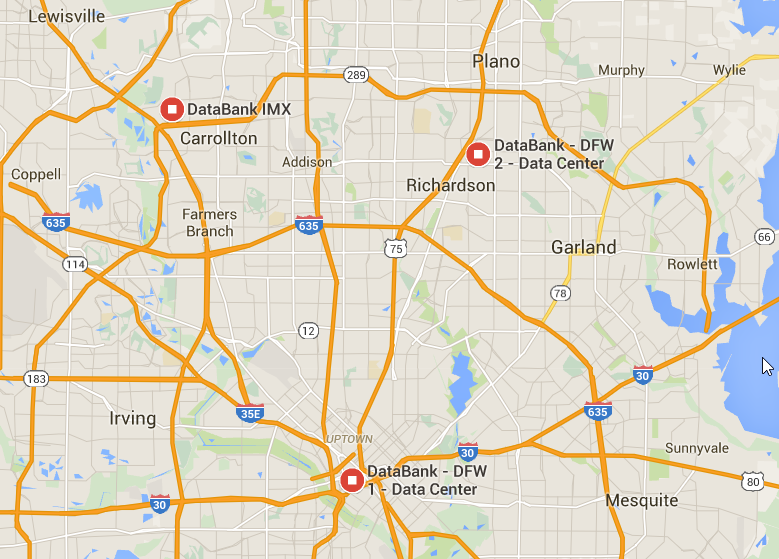 Lewisville
Plano
289
Murphy
Wylie
DataBank IMX
Carrollton
DataBank - DFW
2 - Data Center
Addison
Coppell
Richardson
635
Farmers
Branch
635
75
Garland
66
114
Rowlett
78
12
183
30
35E
635
Irving
UPTOWN
30
Sunnyvale
DataBank - DFW
1 - Data Center
80
30
Mesquite